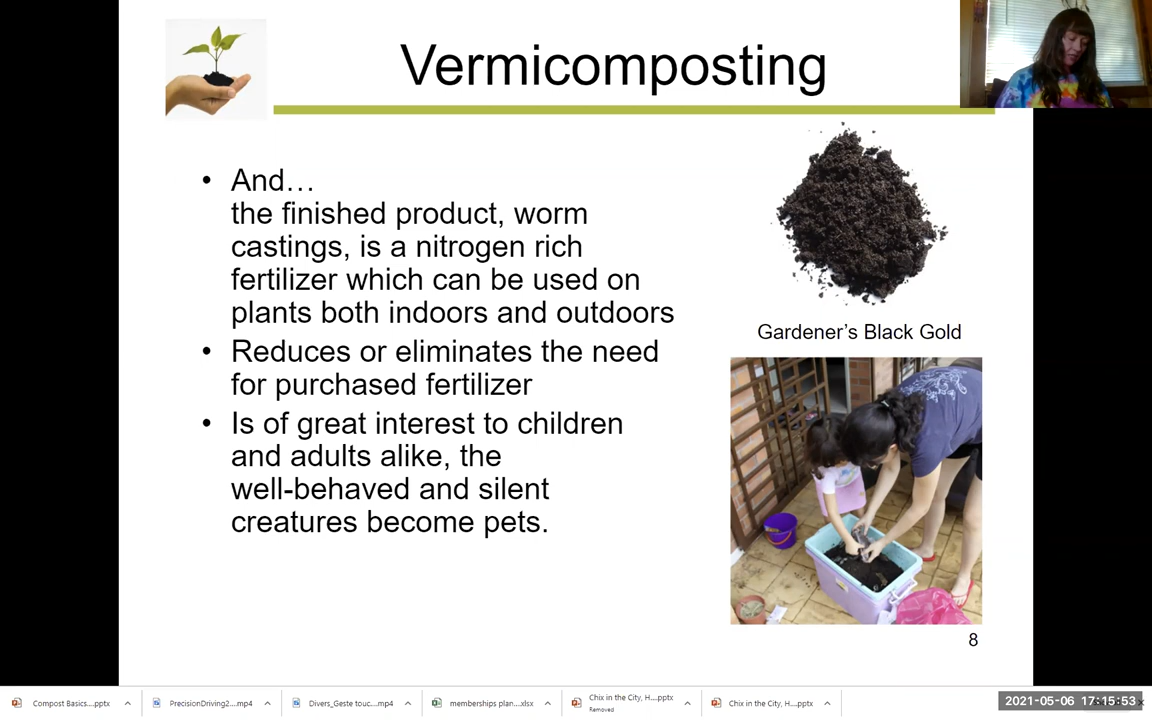 Vermicomposting
• And…
the finished product, worm
castings, is a nitrogen rich
fertilizer which can be used on
plants both indoors and outdoors
• Reduces or eliminates the need
for purchased fertilizer
• Is of great interest to children
and adults alike, the
well-behaved and silent
creatures become pets.
Gardener’s Black Gold
8
Compost Basics....pptx
PrecisionDriving2....mp4
Divers_Geste touc....mp4
memberships plan....xlsx
Chix in the City, H....pptx
Removed
Chix in the City, H....pptx
2021-05-06 17:15:53